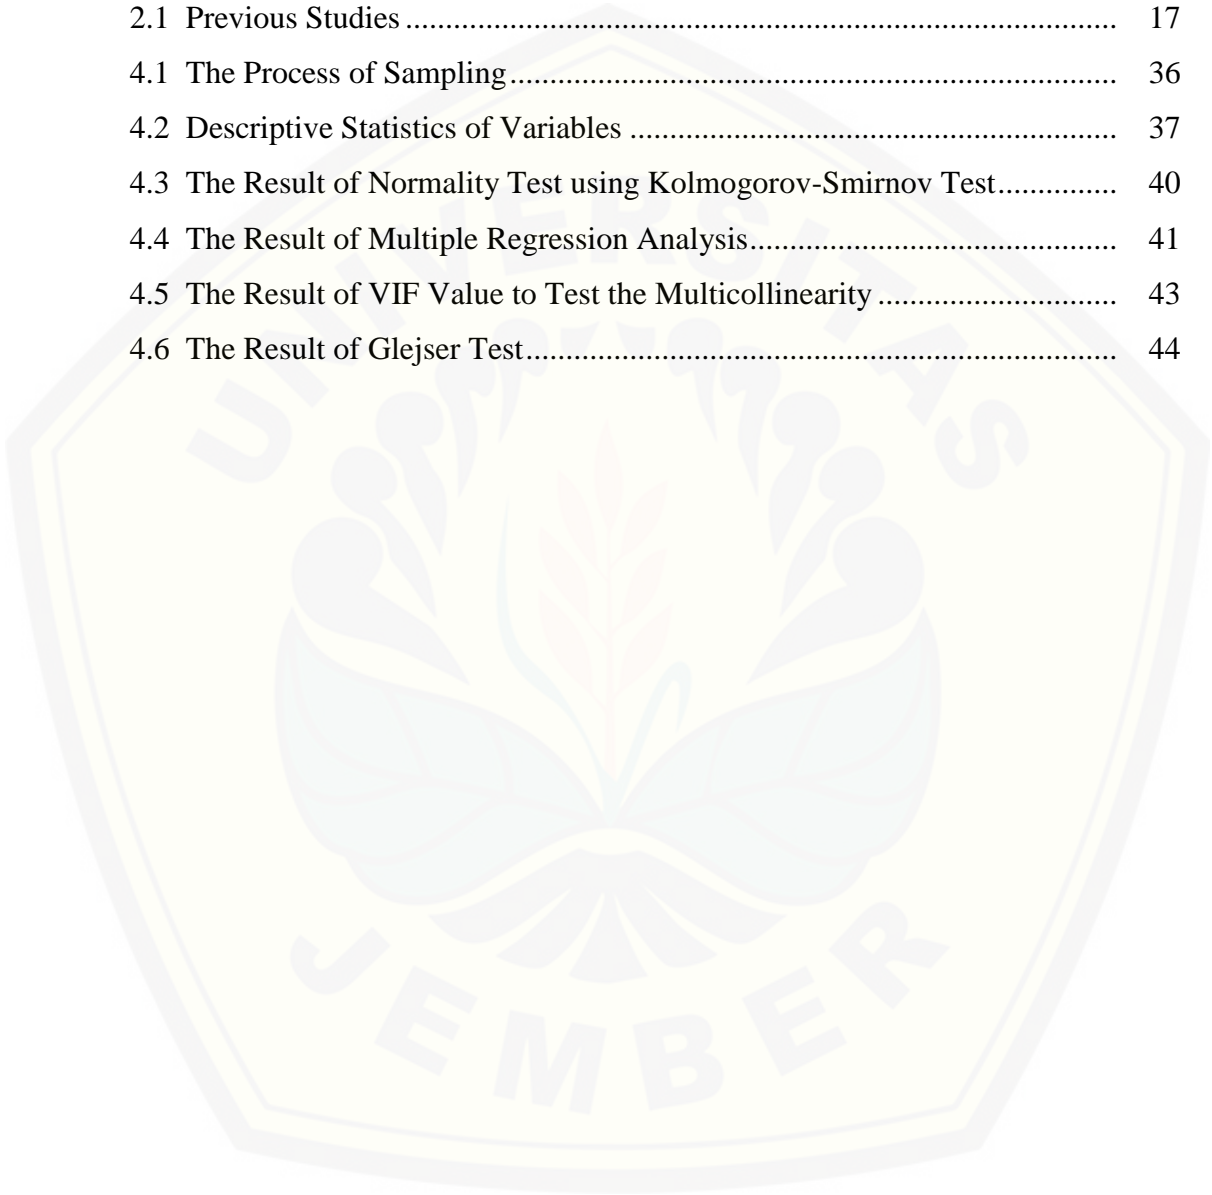 2.1 Previous Studies ........................................................................................ 17
4.1 The Process of Sampling ........................................................................... 36
4.2 Descriptive Statistics of Variables ............................................................ 37
4.3 The Result of Normality Test using Kolmogorov-Smirnov Test ............... 40
4.4 The Result of Multiple Regression Analysis ............................................. 41
4.5 The Result of VIF Value to Test the Multicollinearity .............................. 43
4.6 The Result of Glejser Test ......................................................................... 44
UNIVERSITAS
JEMBER